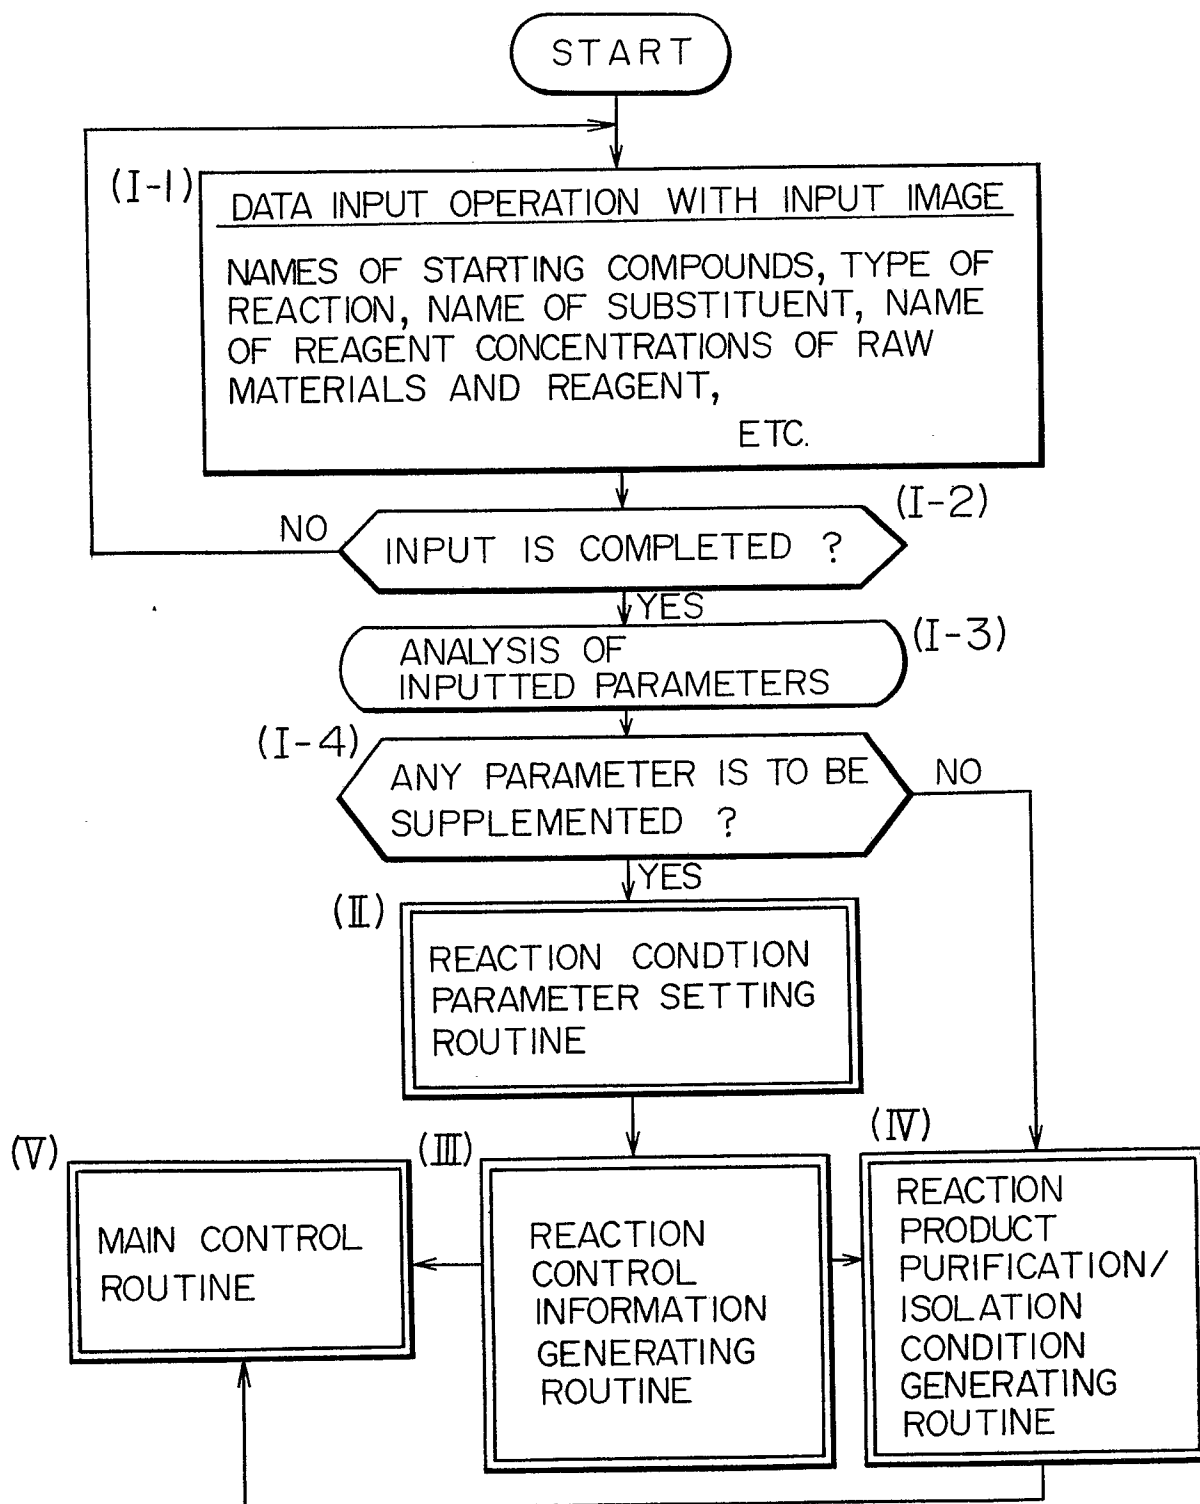 START
(I-1)
DATA INPUT OPERATION WITH INPUT IMAGE
NAMES OF STARTING COMPOUNDS, TYPE OF
REACTION, NAME OF SUBSTITUENT, NAME
OF REAGENT CONCENTRATIONS OF RAW
MATERIALS AND REAGENT,
ETC.
(I-2)
NO
INPUT IS COMPLETED ?
YES
(I-3)
ANALYSIS OF
INPUTTED PARAMETERS
(I-4)
ANY PARAMETER IS TO BE
SUPPLEMENTED ?
NO
YES
(II)
REACTION CONDTION
PARAMETER SETTING
ROUTINE
(V)
MAIN CONTROL
ROUTINE
(III)
REACTION
CONTROL
INFORMATION
GENERATING
ROUTINE
(IV)
REACTION
PRODUCT
PURIFICATION/
ISOLATION
CONDITION
GENERATING
ROUTINE